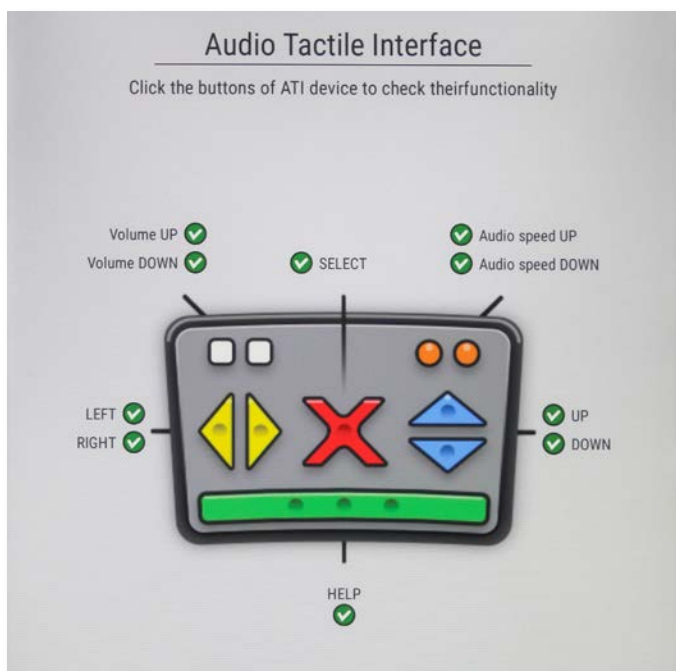 Audio Tactile Interface
Click the buttons of ATI device to check theirfunctionality
Volume UP
Volume DOWN
SELECT
Audio speed UP
Audio speed DOWN
LEFT
RIGHT
UP
DOWN
HELP